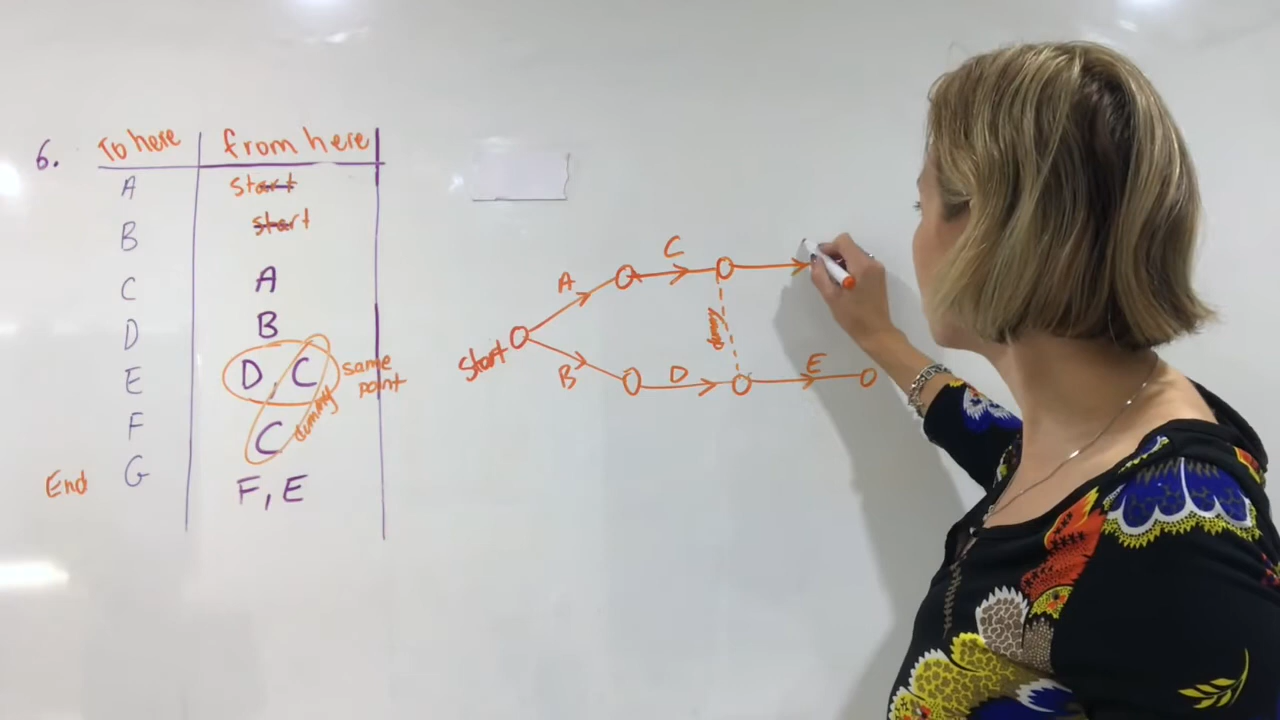 6. To here from here
A start
B start
C A
D B
E D, C same point
F C dummy
End G F, E
A C
start
B D E